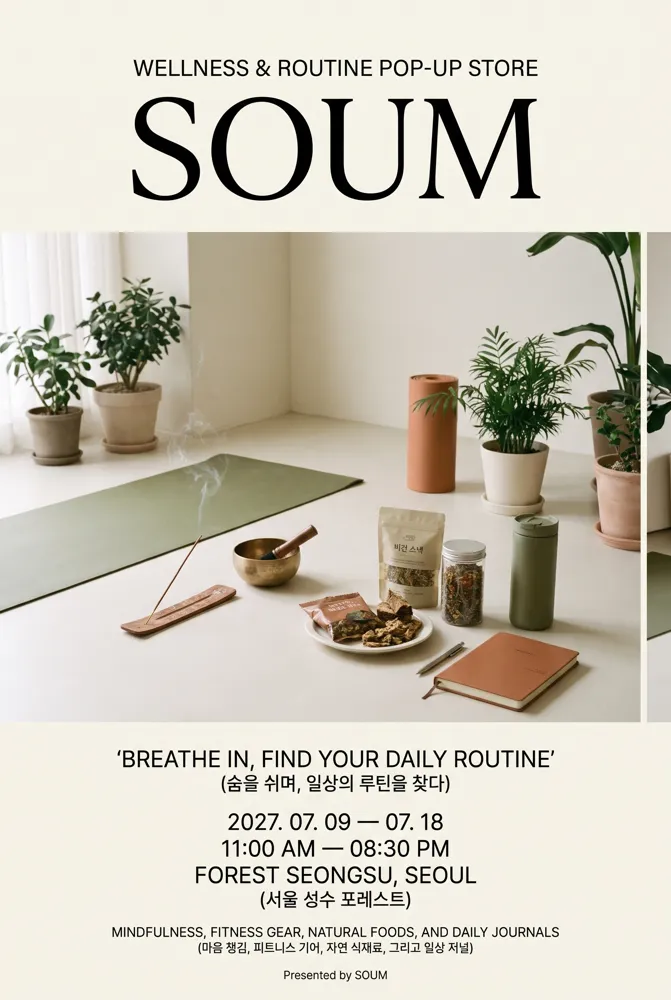 WELLNESS & ROUTINE POP-UP STORE
SOUM
비건 스낵
‘BREATHE IN, FIND YOUR DAILY ROUTINE’
(숨을 쉬며, 일상의 루틴을 찾다)
2027. 07. 09 — 07. 18
11:00 AM — 08:30 PM
FOREST SEONGSU, SEOUL
(서울 성수 포레스트)
MINDFULNESS, FITNESS GEAR, NATURAL FOODS, AND DAILY JOURNALS
(마음 챙김, 피트니스 기어, 자연 식재료, 그리고 일상 저널)
Presented by SOUM